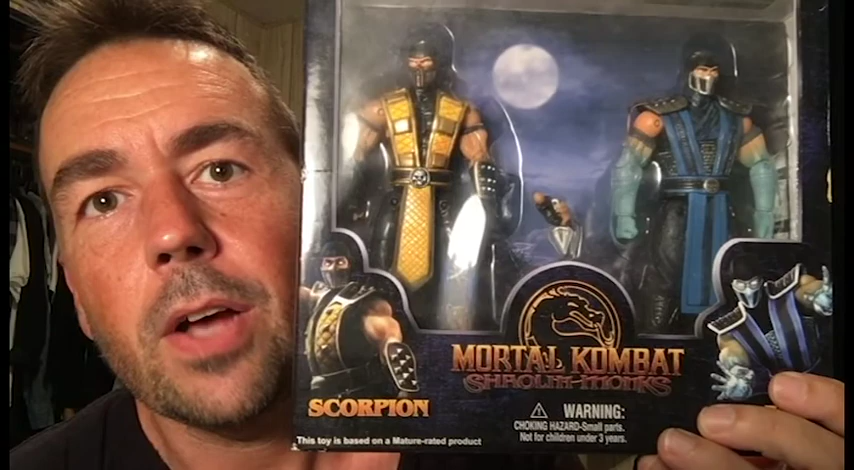 MORTAL KOMBAT
SHAOLIN MONKS
SCORPION
WARNING:
CHOKING HAZARD-Small parts.
Not for children under 3 years.
This toy is based on a Mature-rated product